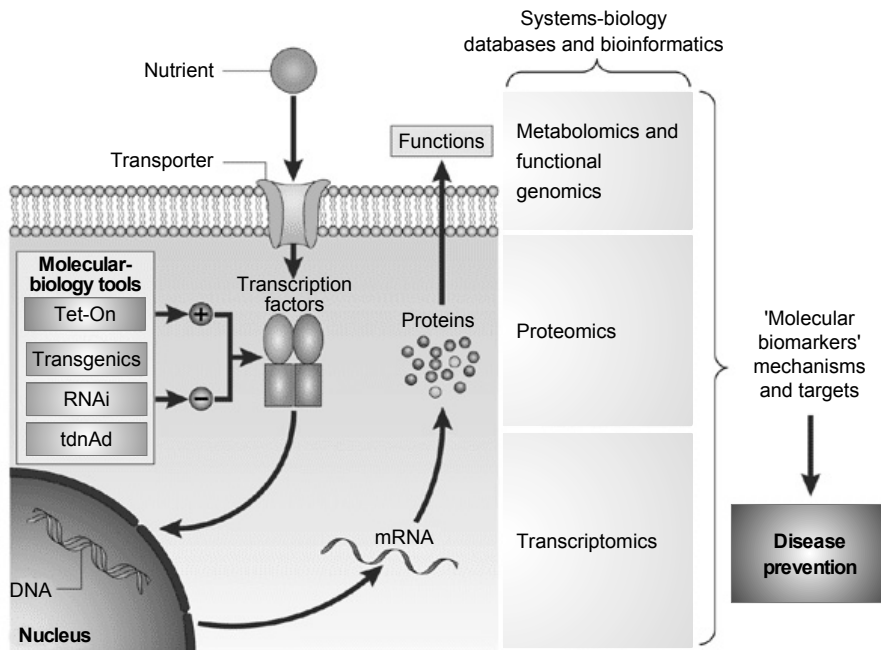 Systems-biology
databases and bioinformatics
Nutrient
Transporter
Functions
Metabolomics and
functional
genomics
Molecular-
biology tools
Tet-On
Transgenics
RNAi
tdnAd
+
−
Transcription
factors
Proteins
Proteomics
'Molecular
biomarkers'
mechanisms
and targets
mRNA
Transcriptomics
Disease
prevention
DNA
Nucleus